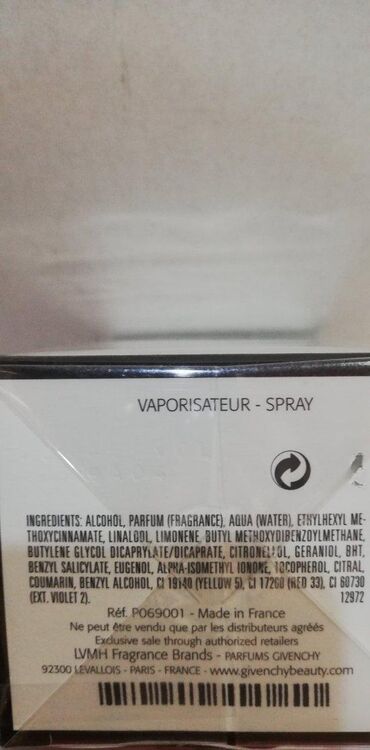 VAPORISATEUR - SPRAY
INGREDIENTS: ALCOHOL, PARFUM (FRAGRANCE), AQUA (WATER), ETHYLHEXYL ME-
THOXYCINNAMATE, LINALOOL, LIMONENE, BUTYL METHOXYDIBENZOYLMETHANE,
BUTYLENE GLYCOL DICAPRYLATE/DICAPRATE, CITRONELLOL, GERANIOL, BHT,
BENZYL SALICYLATE, EUGENOL, ALPHA-ISOMETHYL IONONE, TOCOPHEROL, CITRAL,
COUMARIN, BENZYL ALCOHOL, CI 19140 (YELLOW 5), CI 17200 (RED 33), CI 60730
(EXT. VIOLET 2). 12972
Réf. P069001 - Made in France
Ne peut être vendu que par les distributeurs agréés
Exclusive sale through authorized retailers
LVMH Fragrance Brands - PARFUMS GIVENCHY
92300 LEVALLOIS - PARIS - FRANCE - www.givenchybeauty.com